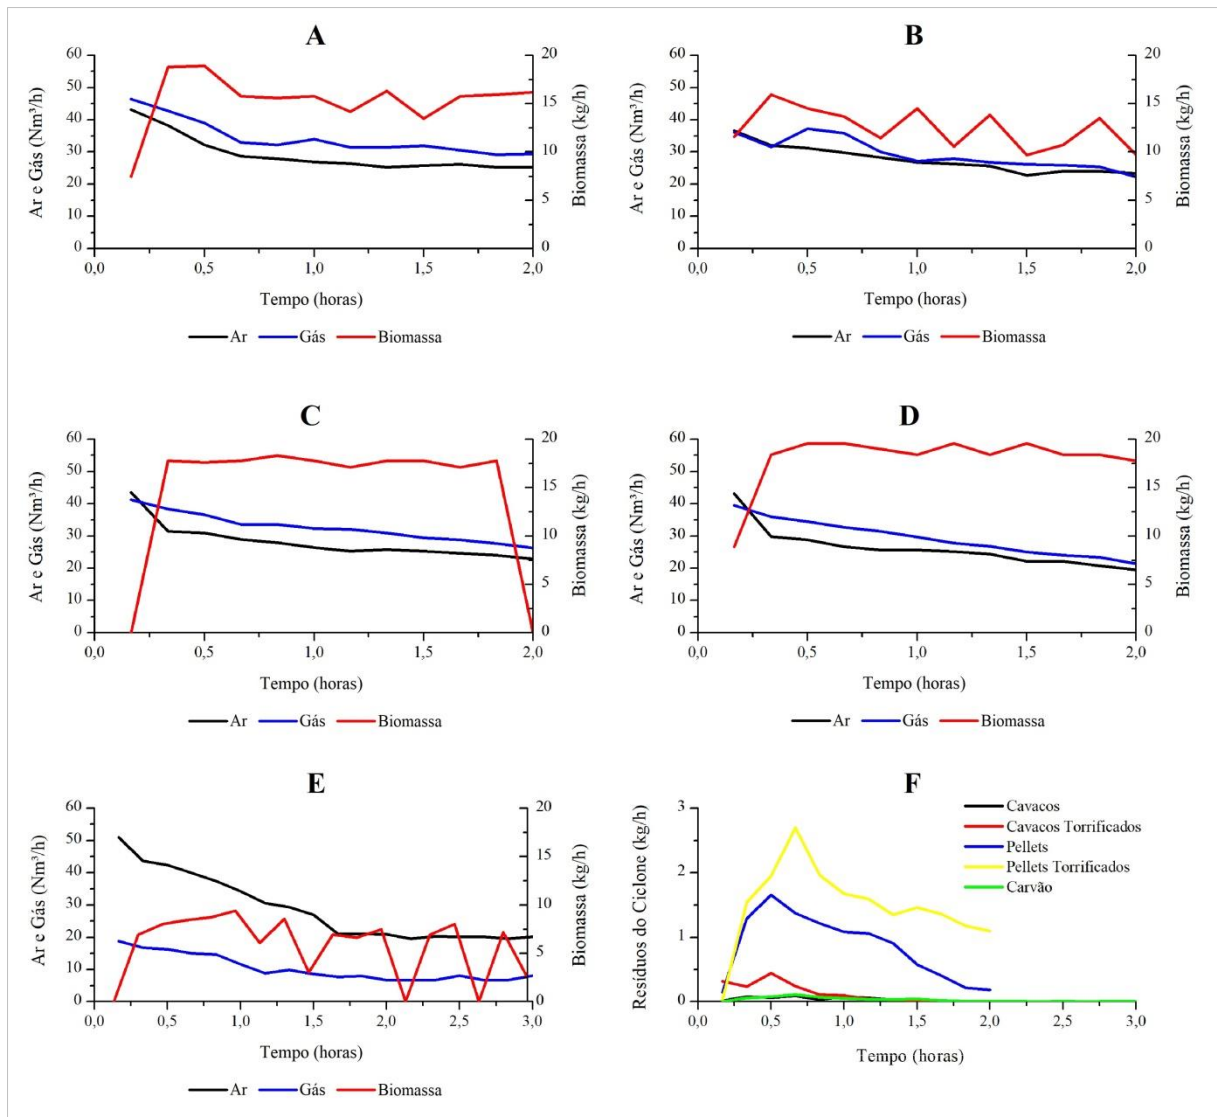 A
Ar e Gás (Nm³/h)
60
50
40
30
20
10
0
20
15
10
5
0
Biomassa (kg/h)
0,0 0,5 1,0 1,5 2,0
Tempo (horas)
Ar Gás Biomassa
B
Ar e Gás (Nm³/h)
60
50
40
30
20
10
0
20
15
10
5
0
Biomassa (kg/h)
0,0 0,5 1,0 1,5 2,0
Tempo (horas)
Ar Gás Biomassa
C
Ar e Gás (Nm³/h)
60
50
40
30
20
10
0
20
15
10
5
0
Biomassa (kg/h)
0,0 0,5 1,0 1,5 2,0
Tempo (horas)
Ar Gás Biomassa
D
Ar e Gás (Nm³/h)
60
50
40
30
20
10
0
20
15
10
5
0
Biomassa (kg/h)
0,0 0,5 1,0 1,5 2,0
Tempo (horas)
Ar Gás Biomassa
E
Ar e Gás (Nm³/h)
60
50
40
30
20
10
0
20
15
10
5
0
Biomassa (kg/h)
0,0 0,5 1,0 1,5 2,0 2,5 3,0
Tempo (horas)
Ar Gás Biomassa
F
Resíduos do Ciclone (kg/h)
3
2
1
0
Cavacos
Cavacos Torrificados
Pellets
Pellets Torrificados
Carvão
0,0 0,5 1,0 1,5 2,0 2,5 3,0
Tempo (horas)